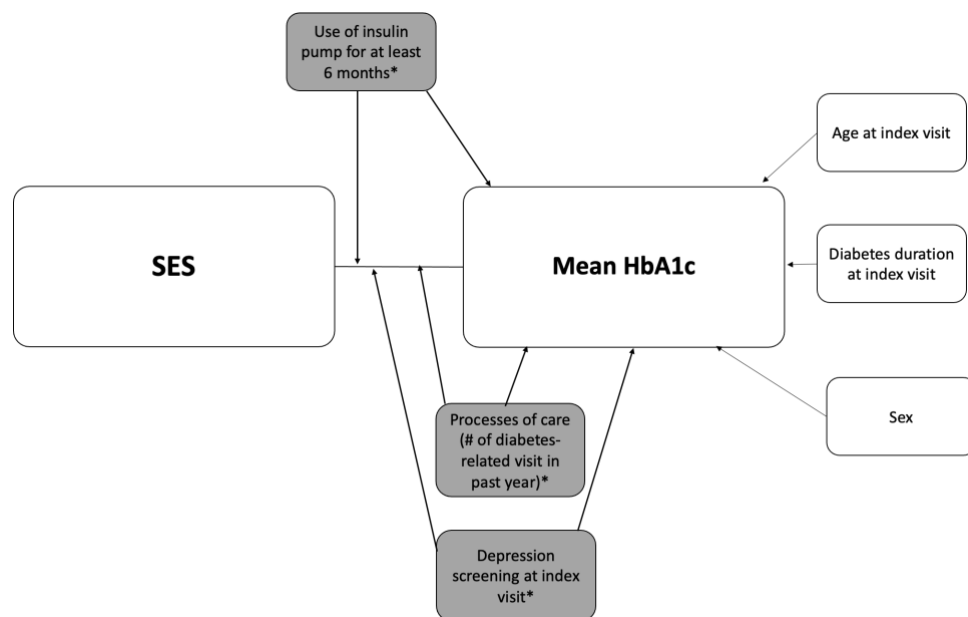 Use of insulin
pump for at least
6 months*
Age at index visit
SES
Mean HbA1c
Diabetes duration
at index visit
Processes of care
(# of diabetes-
related visit in
past year)*
Sex
Depression
screening at index
visit*